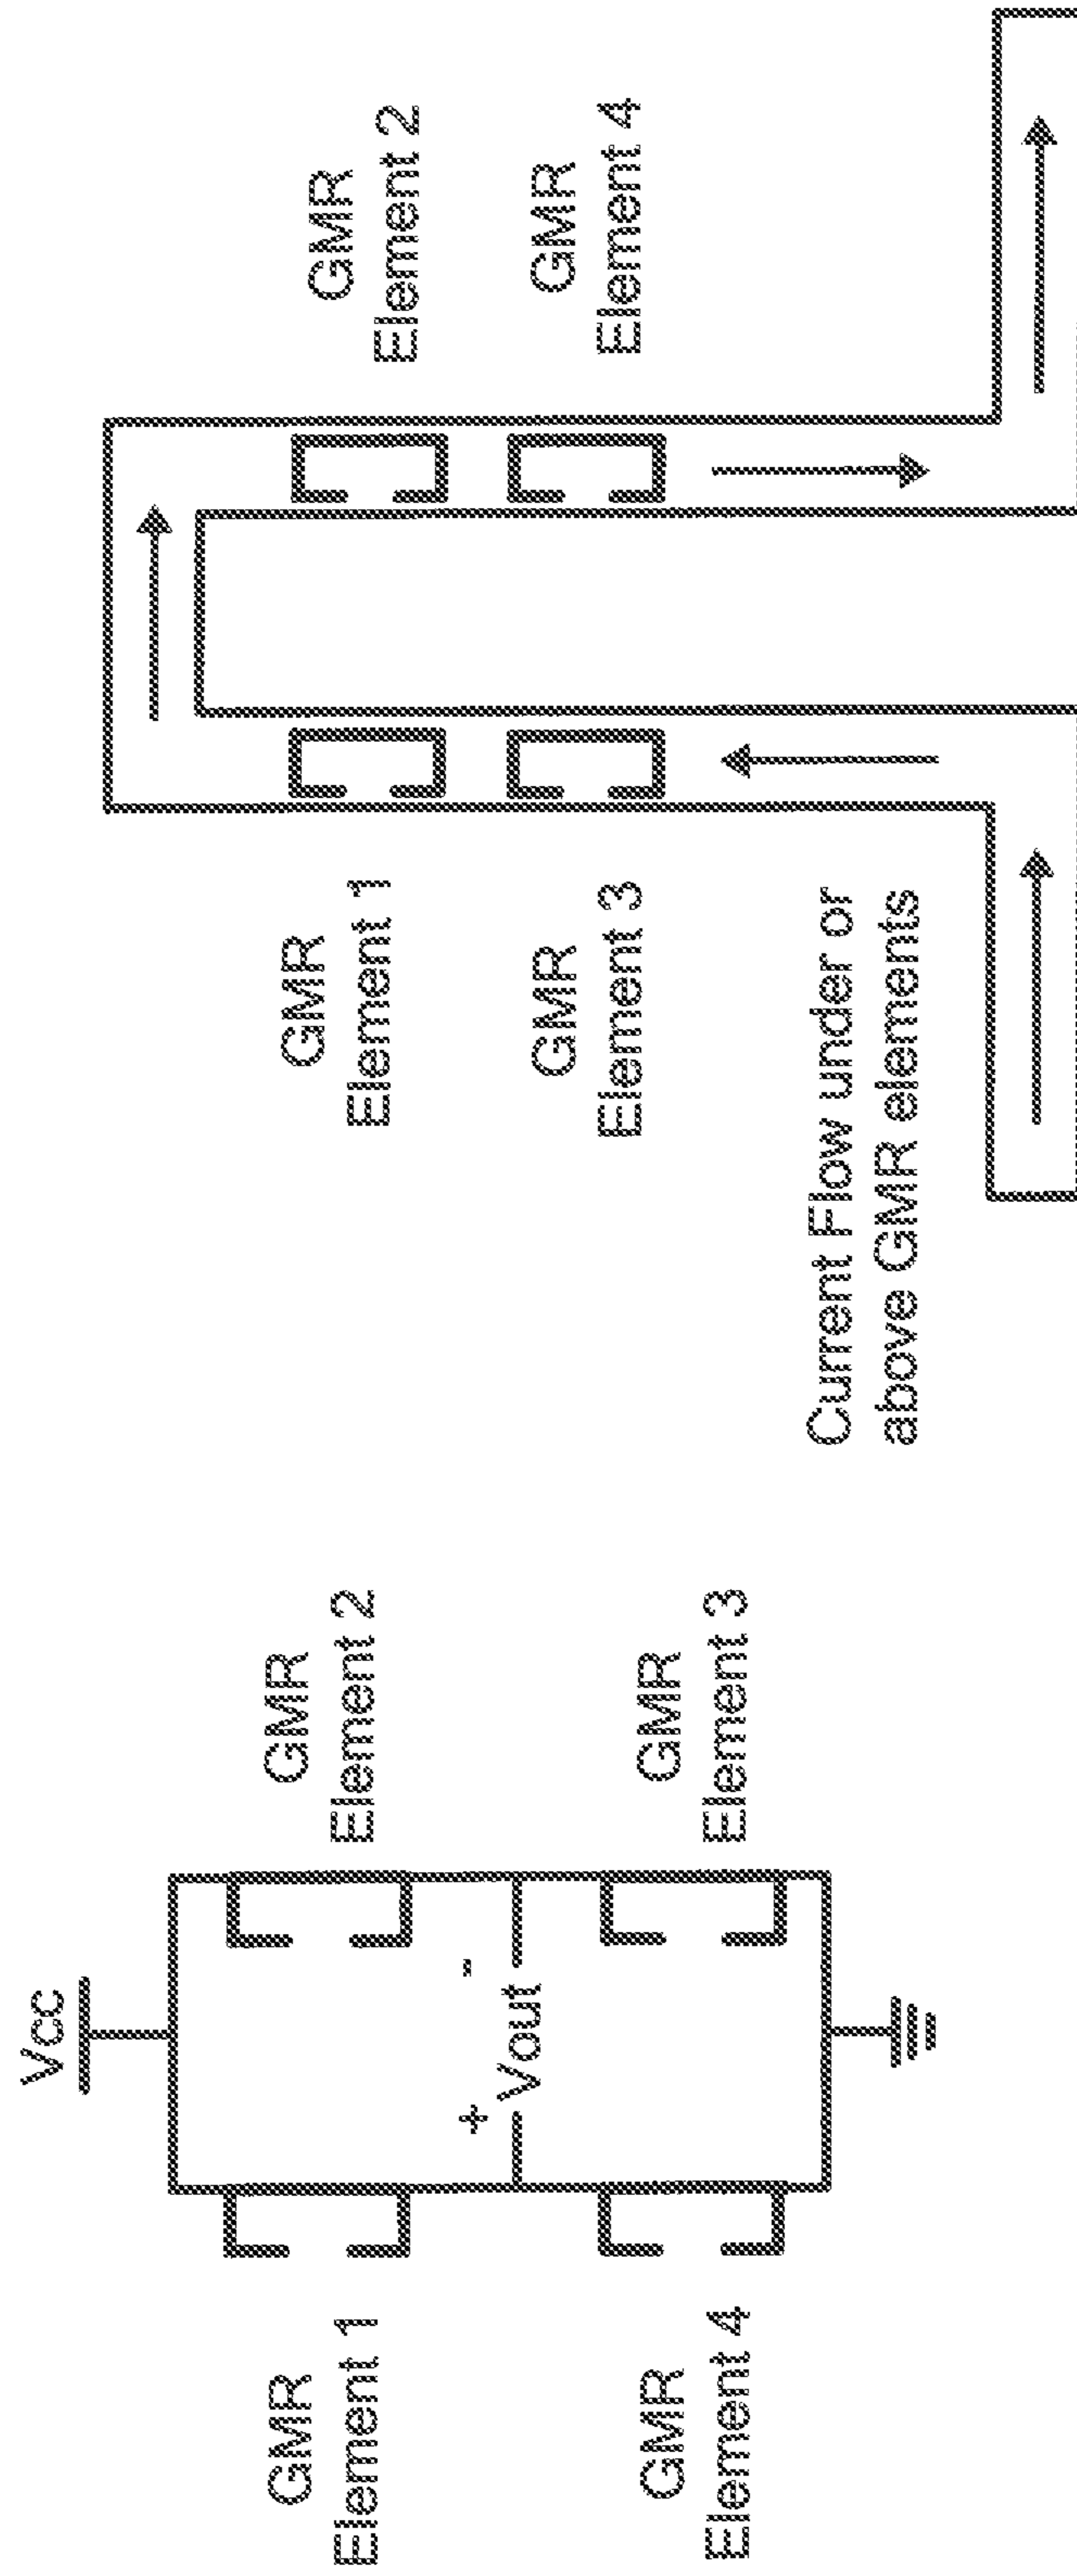 Vcc
GMR
Element 1
GMR
Element 2
+
-
Vout
GMR
Element 4
GMR
Element 3
GMR
Element 1
GMR
Element 2
GMR
Element 3
GMR
Element 4
Current Flow under or
above GMR elements